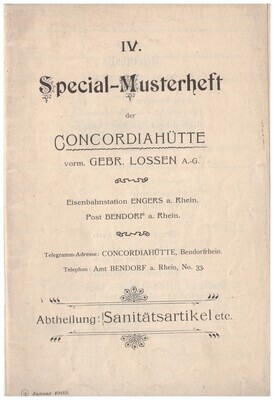 IV.
Special-Musterheft
der
CONCORDIAHÜTTE
vorm. GEBR. LOSSEN A.-G.
Eisenbahnstation ENGERS a. Rhein.
Post BENDORF a. Rhein.
Telegramm-Adresse: CONCORDIAHÜTTE, Bendorfrhein.
Telephon: Amt BENDORF a. Rhein, No. 33.
Abtheilung: Sanitätsartikel etc.
Januar